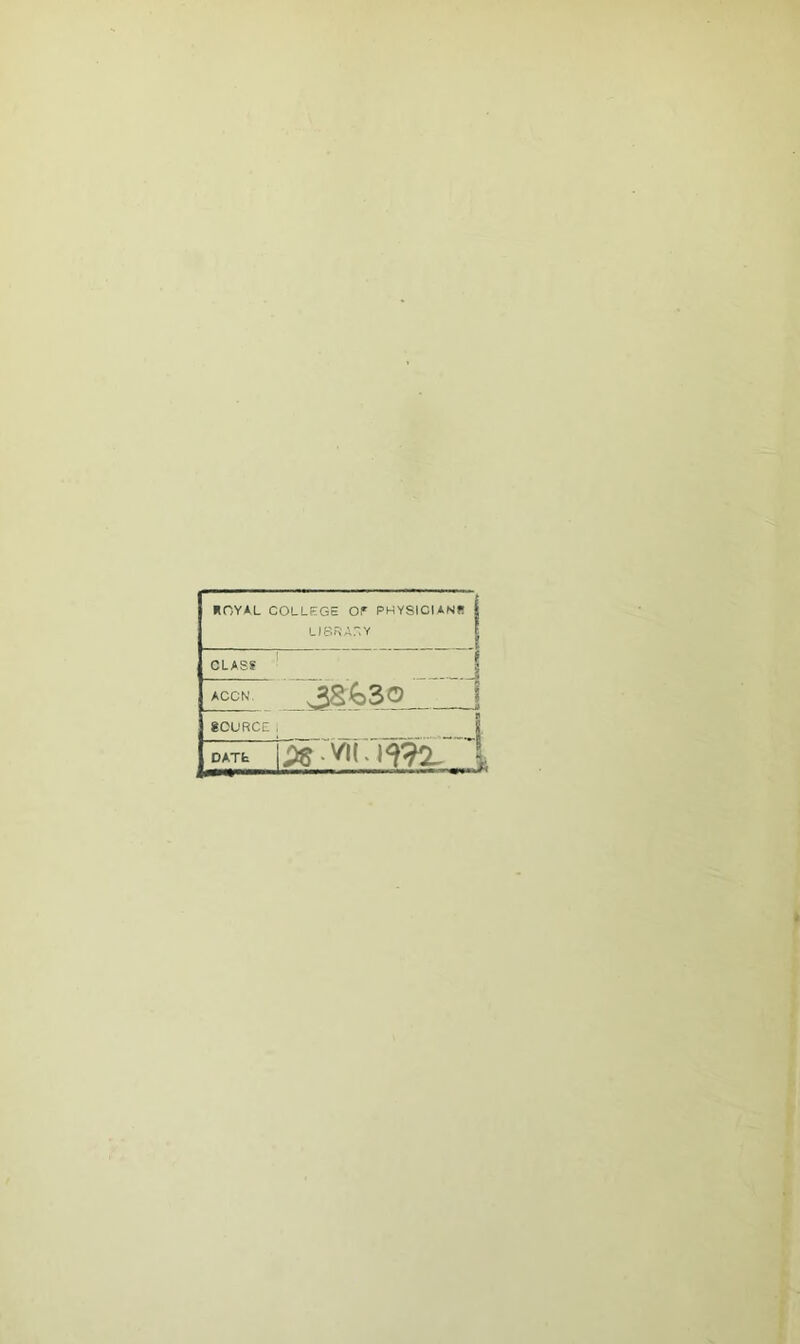 ROYAL COLLEGE OF PHYSICIANS
LIBRARY
CLASS
ACCN. 38630
SOURCE
DATE 28.VII.1972